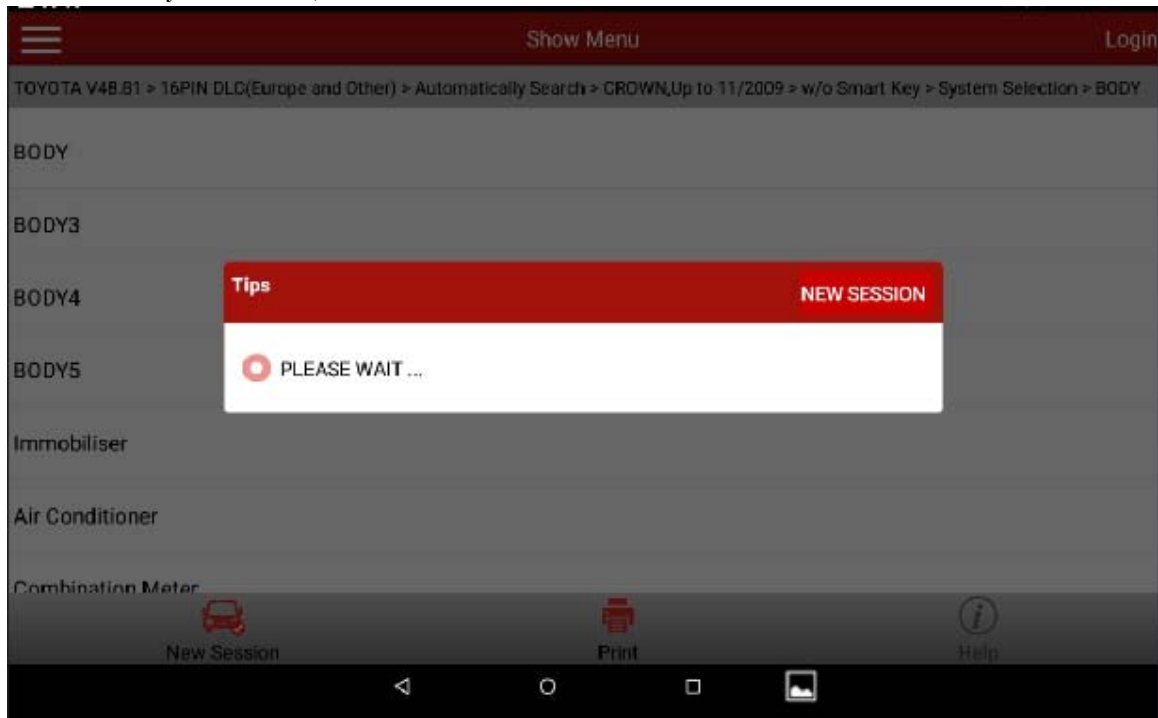 Show Menu Login
TOYOTA V48.81 > 16PIN DLC(Europe and Other) > Automatically Search > CROWN,Up to 11/2009 > w/o Smart Key > System Selection > BODY
BODY
BODY3
BODY4
BODY5
Immobiliser
Air Conditioner
Combination Meter
Tips NEW SESSION
PLEASE WAIT ...
New Session Print Help